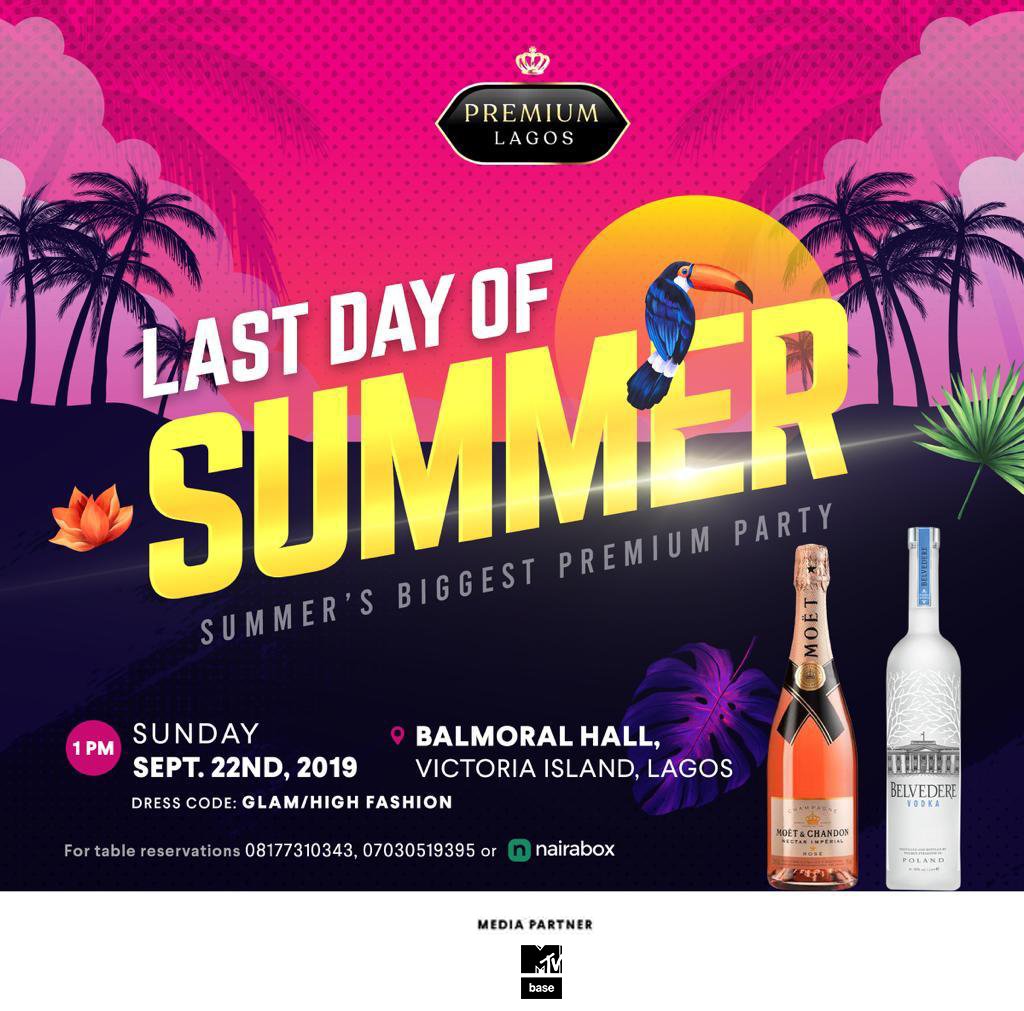 PREMIUM
LAGOS
LAST DAY OF
SUMMER
SUMMER'S BIGGEST PREMIUM PARTY
1 PM
SUNDAY
SEPT. 22ND, 2019
BALMORAL HALL,
VICTORIA ISLAND, LAGOS
DRESS CODE: GLAM/HIGH FASHION
For table reservations 08177310343, 07030519395 or n nairabox
MOËT
CHAMPAGNE
MOËT & CHANDON
NECTAR IMPÉRIAL
ROSÉ
BELVEDERE
BELVEDERE
VODKA
POLAND
MEDIA PARTNER
MTV
base